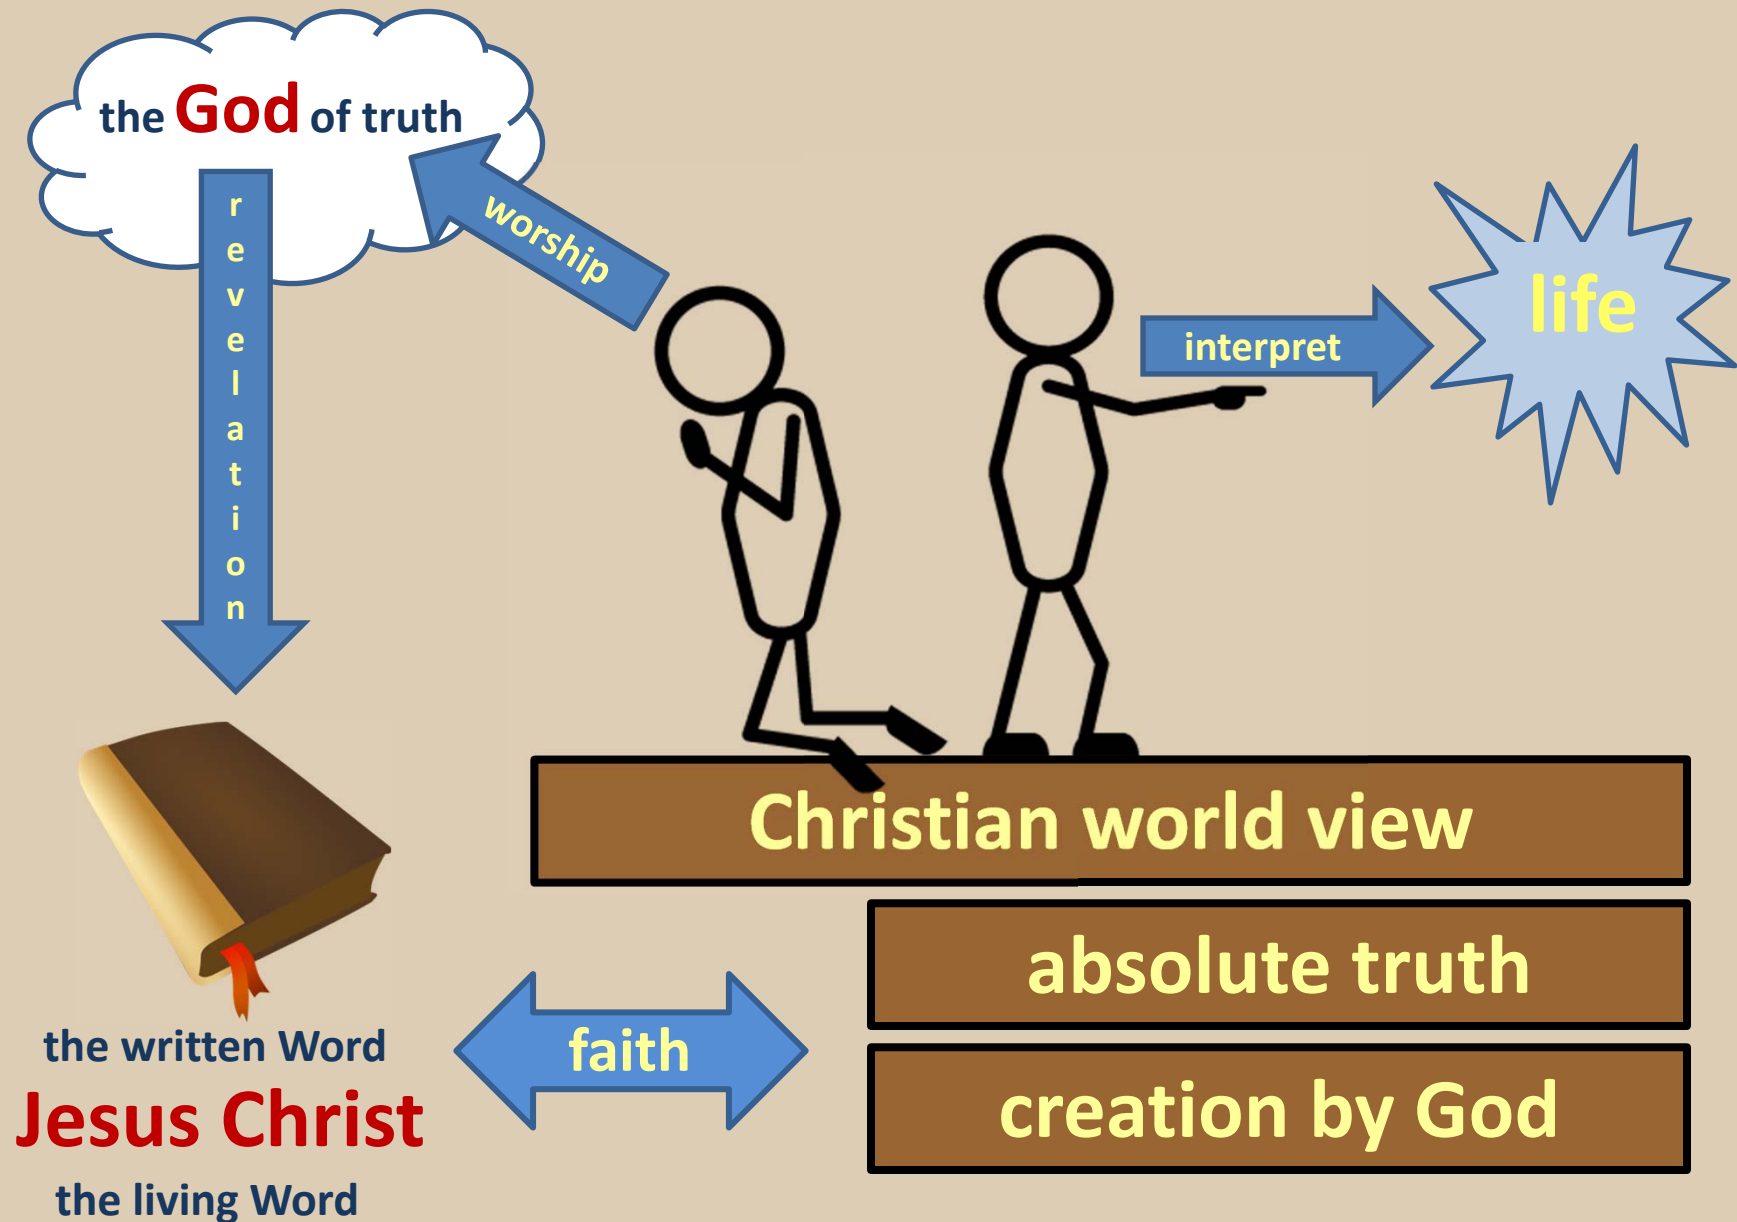 the God of truth
revelation
worship
interpret
life
Christian world view
absolute truth
creation by God
faith
the written Word
Jesus Christ
the living Word